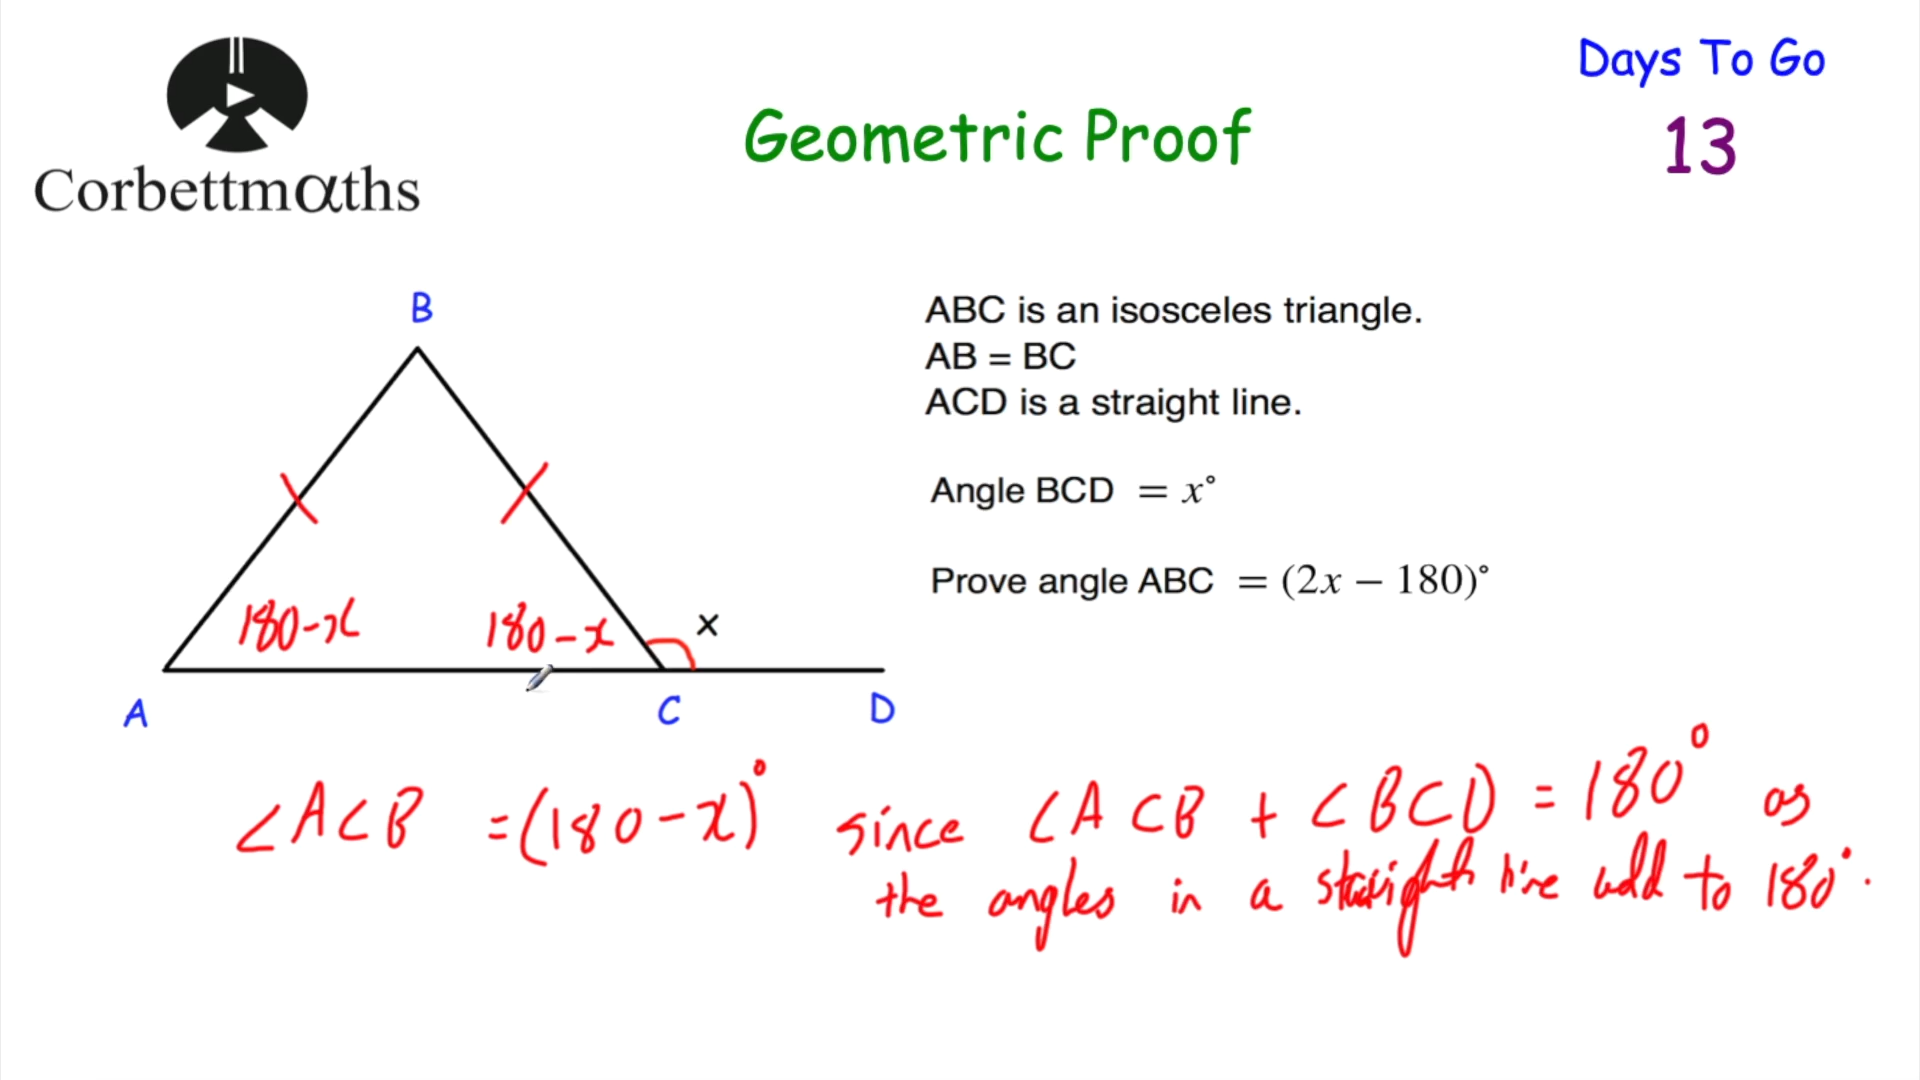 Corbettmαths
Geometric Proof
Days To Go
13
B
180-x
180-x
x
A
C
D
ABC is an isosceles triangle.
AB = BC
ACD is a straight line.
Angle BCD = x°
Prove angle ABC = (2x − 180)°
∠ACB = (180-x)° since ∠ACB + ∠BCD = 180° as
the angles in a straight line add to 180°.